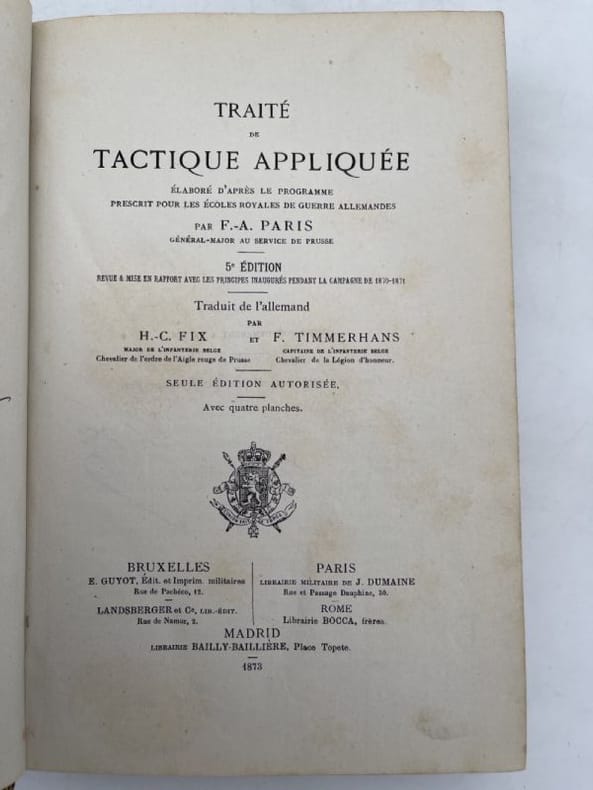 TRAITÉ
DE
TACTIQUE APPLIQUÉE
ÉLABORÉ D'APRÈS LE PROGRAMME
PRESCRIT POUR LES ÉCOLES ROYALES DE GUERRE ALLEMANDES
PAR F.-A. PARIS
GÉNÉRAL-MAJOR AU SERVICE DE PRUSSE
5e ÉDITION
REVUE & MISE EN RAPPORT AVEC LES PRINCIPES INAUGURÉS PENDANT LA CAMPAGNE DE 1870-1871
Traduit de l'allemand
PAR
H.-C. FIX ET F. TIMMERHANS
MAJOR DE L'INFANTERIE BELGE
Chevalier de l'ordre de l'Aigle rouge de Prusse
CAPITAINE DE L'INFANTERIE BELGE
Chevalier de la Légion d'honneur.
SEULE ÉDITION AUTORISÉE.
Avec quatre planches.
BRUXELLES
E. GUYOT, Édit. et Imprim. militaires
Rue de Pachéco, 12.
LANDSBERGER et Co, LIB.-ÉDIT.
Rue de Namur, 2.
PARIS
LIBRAIRIE MILITAIRE DE J. DUMAINE
Rue et Passage Dauphine, 30.
ROME
Librairie BOCCA, frères.
MADRID
LIBRAIRIE BAILLY-BAILLIÈRE, Place Topete.
1873